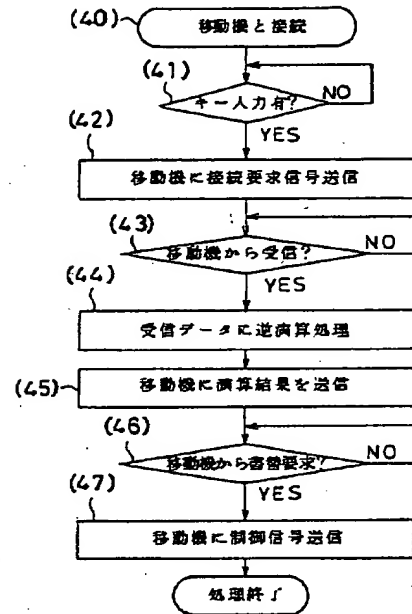 (40)
移動機と接続
(41)
キー入力有?
NO
YES
(42)
移動機に接続要求信号送信
(43)
移動機から受信?
NO
YES
(44)
受信データに逆演算処理
(45)
移動機に演算結果を送信
(46)
移動機から書替要求?
NO
YES
(47)
移動機に制御信号送信
処理終了